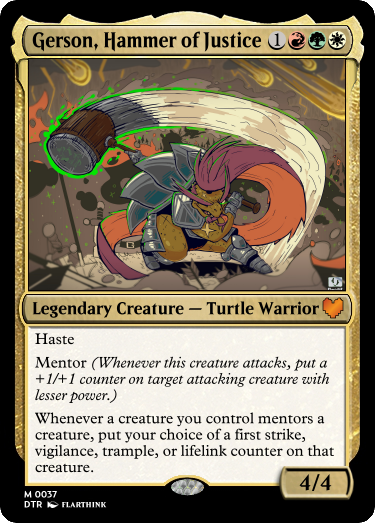 Gerson, Hammer of Justice 1
Legendary Creature — Turtle Warrior
Haste
Mentor (Whenever this creature attacks, put a
+1/+1 counter on target attacking creature with
lesser power.)
Whenever a creature you control mentors a
creature, put your choice of a first strike,
vigilance, trample, or lifelink counter on that
creature.
4/4
M 0037
DTR FLARTHINK